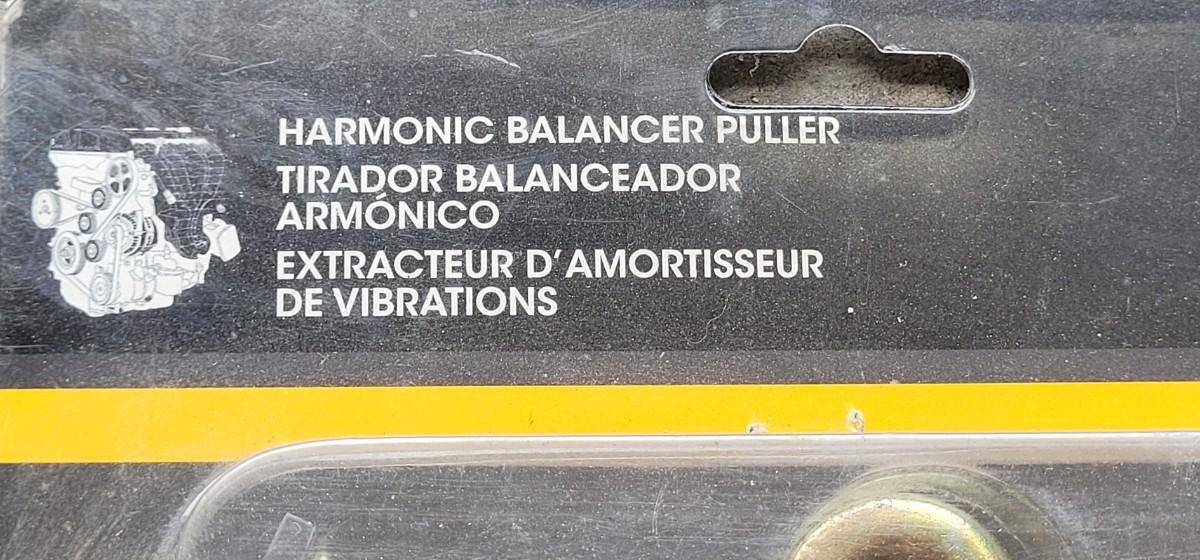 HARMONIC BALANCER PULLER
TIRADOR BALANCEADOR
ARMÓNICO
EXTRACTEUR D'AMORTISSEUR
DE VIBRATIONS